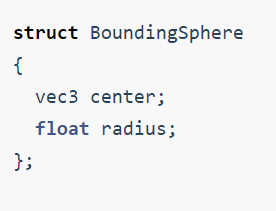 struct BoundingSphere
{
  vec3 center;
  float radius;
};